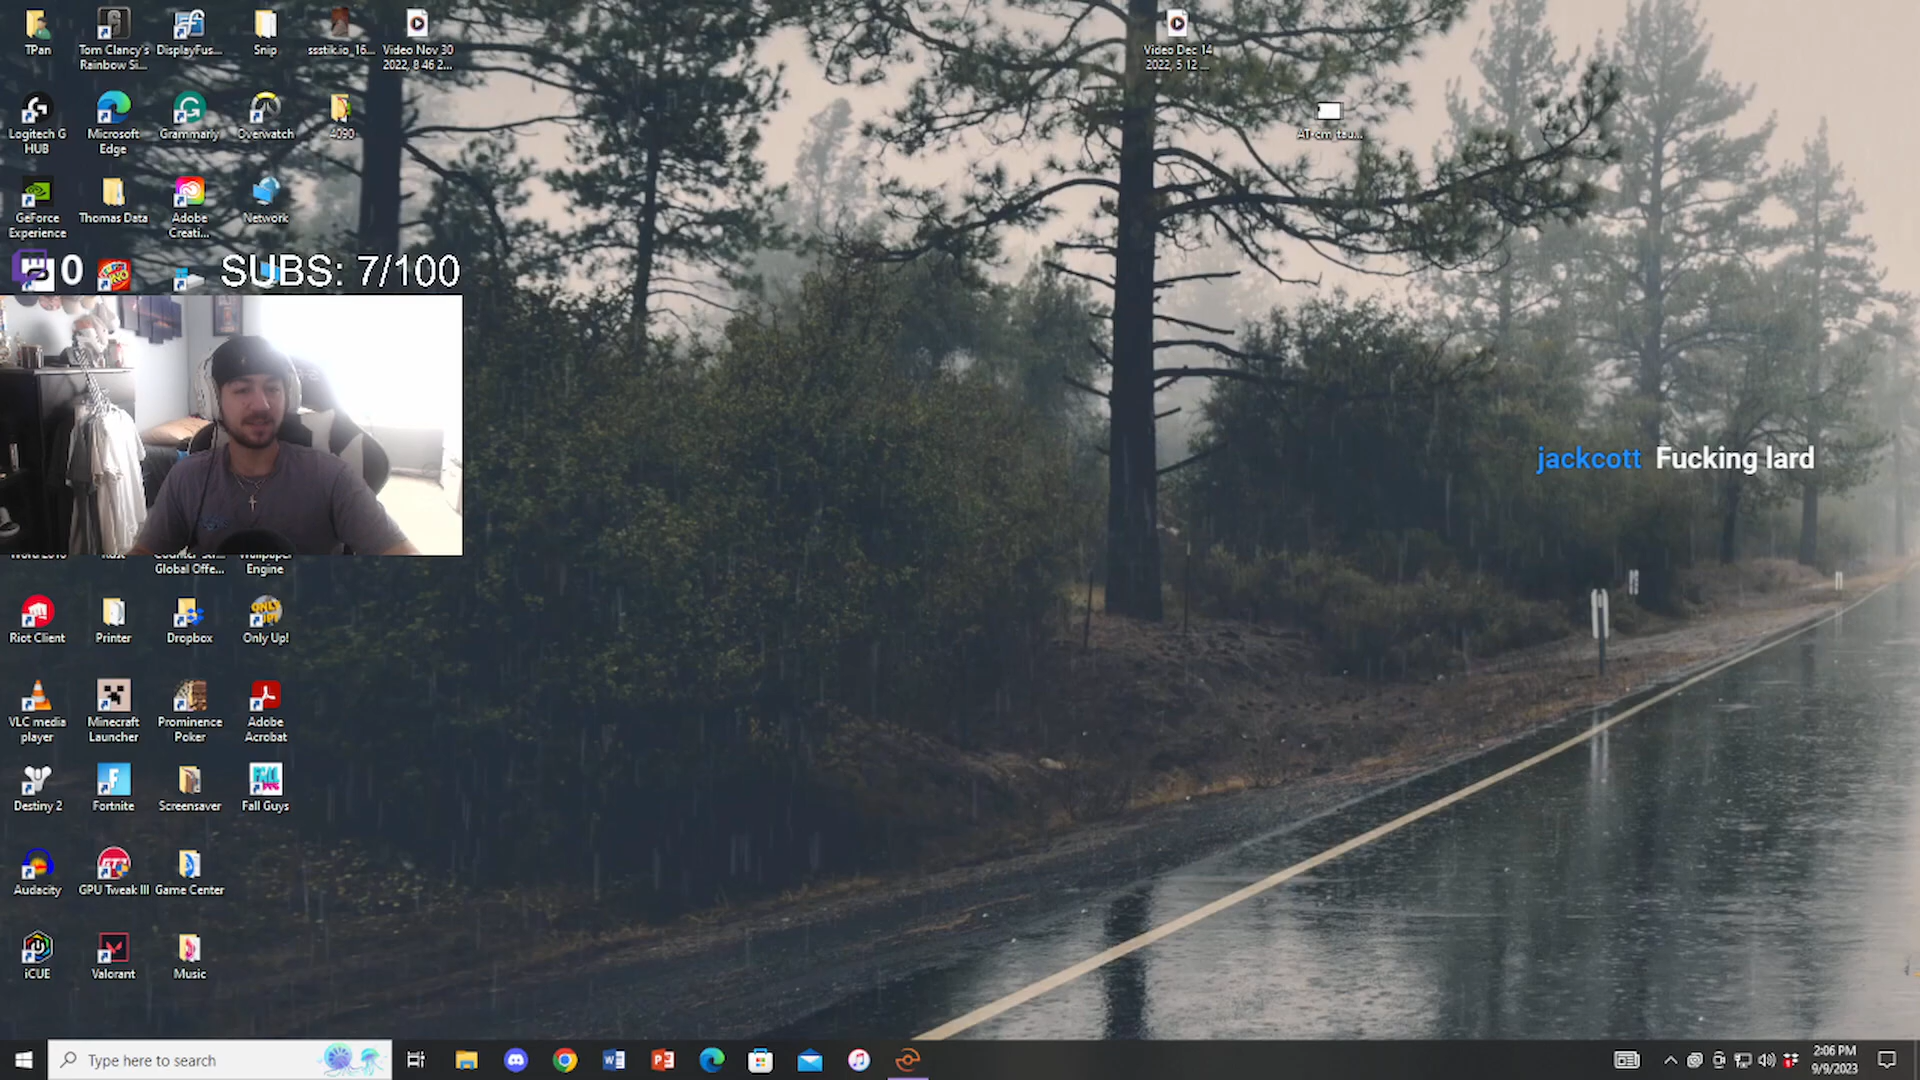 TPan
Tom Clancy's
Rainbow Si...
DisplayFus...
Snip
ssstik.io_16...
Video Nov 30
2022, 8 46 2...
Video Dec 14
2022, 5 12 ...
Logitech G
HUB
Microsoft
Edge
Grammarly
Overwatch
4090
GeForce
Experience
Thomas Data
Adobe
Creati...
Network
0
SUBS: 7/100
jackcott Fucking lard
Global Offe...
Wallpaper
Engine
Riot Client
Printer
Dropbox
Only Up!
VLC media
player
Minecraft
Launcher
Prominence
Poker
Adobe
Acrobat
Destiny 2
Fortnite
Screensaver
Fall Guys
Audacity
GPU Tweak III
Game Center
iCUE
Valorant
Music
Type here to search
2:06 PM
9/9/2023